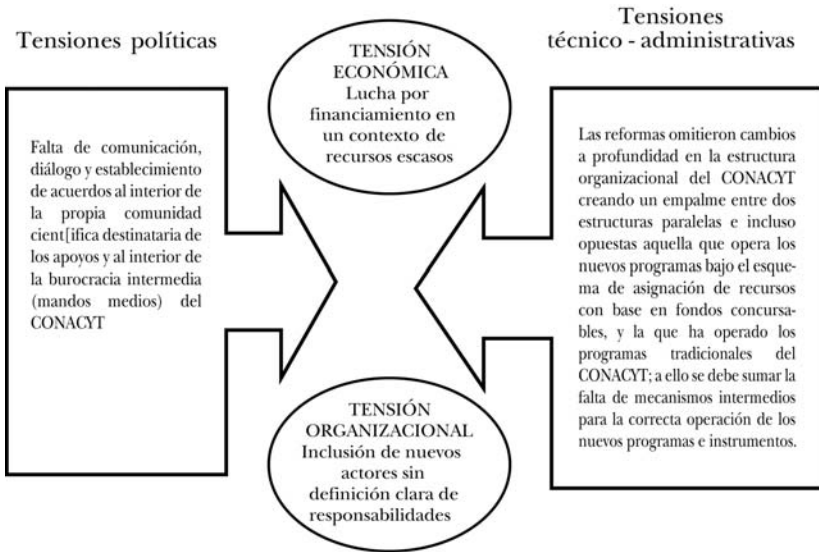 Tensiones políticas
Falta de comunicación,
diálogo y establecimiento
de acuerdos al interior de
la propia comunidad
cient[ifica destinataria de
los apoyos y al interior de
la burocracia intermedia
(mandos medios) del
CONACYT
TENSIÓN
ECONÓMICA
Lucha por
financiamiento en
un contexto de
recursos escasos
TENSIÓN
ORGANIZACIONAL
Inclusión de nuevos
actores sin
definición clara de
responsabilidades
Tensiones
técnico - administrativas
Las reformas omitieron cambios
a profundidad en la estructura
organizacional del CONACYT
creando un empalme entre dos
estructuras paralelas e incluso
opuestas aquella que opera los
nuevos programas bajo el esque-
ma de asignación de recursos
con base en fondos concursa-
bles, y la que ha operado los
programas tradicionales del
CONACYT; a ello se debe sumar la
falta de mecanismos intermedios
para la correcta operación de los
nuevos programas e instrumentos.